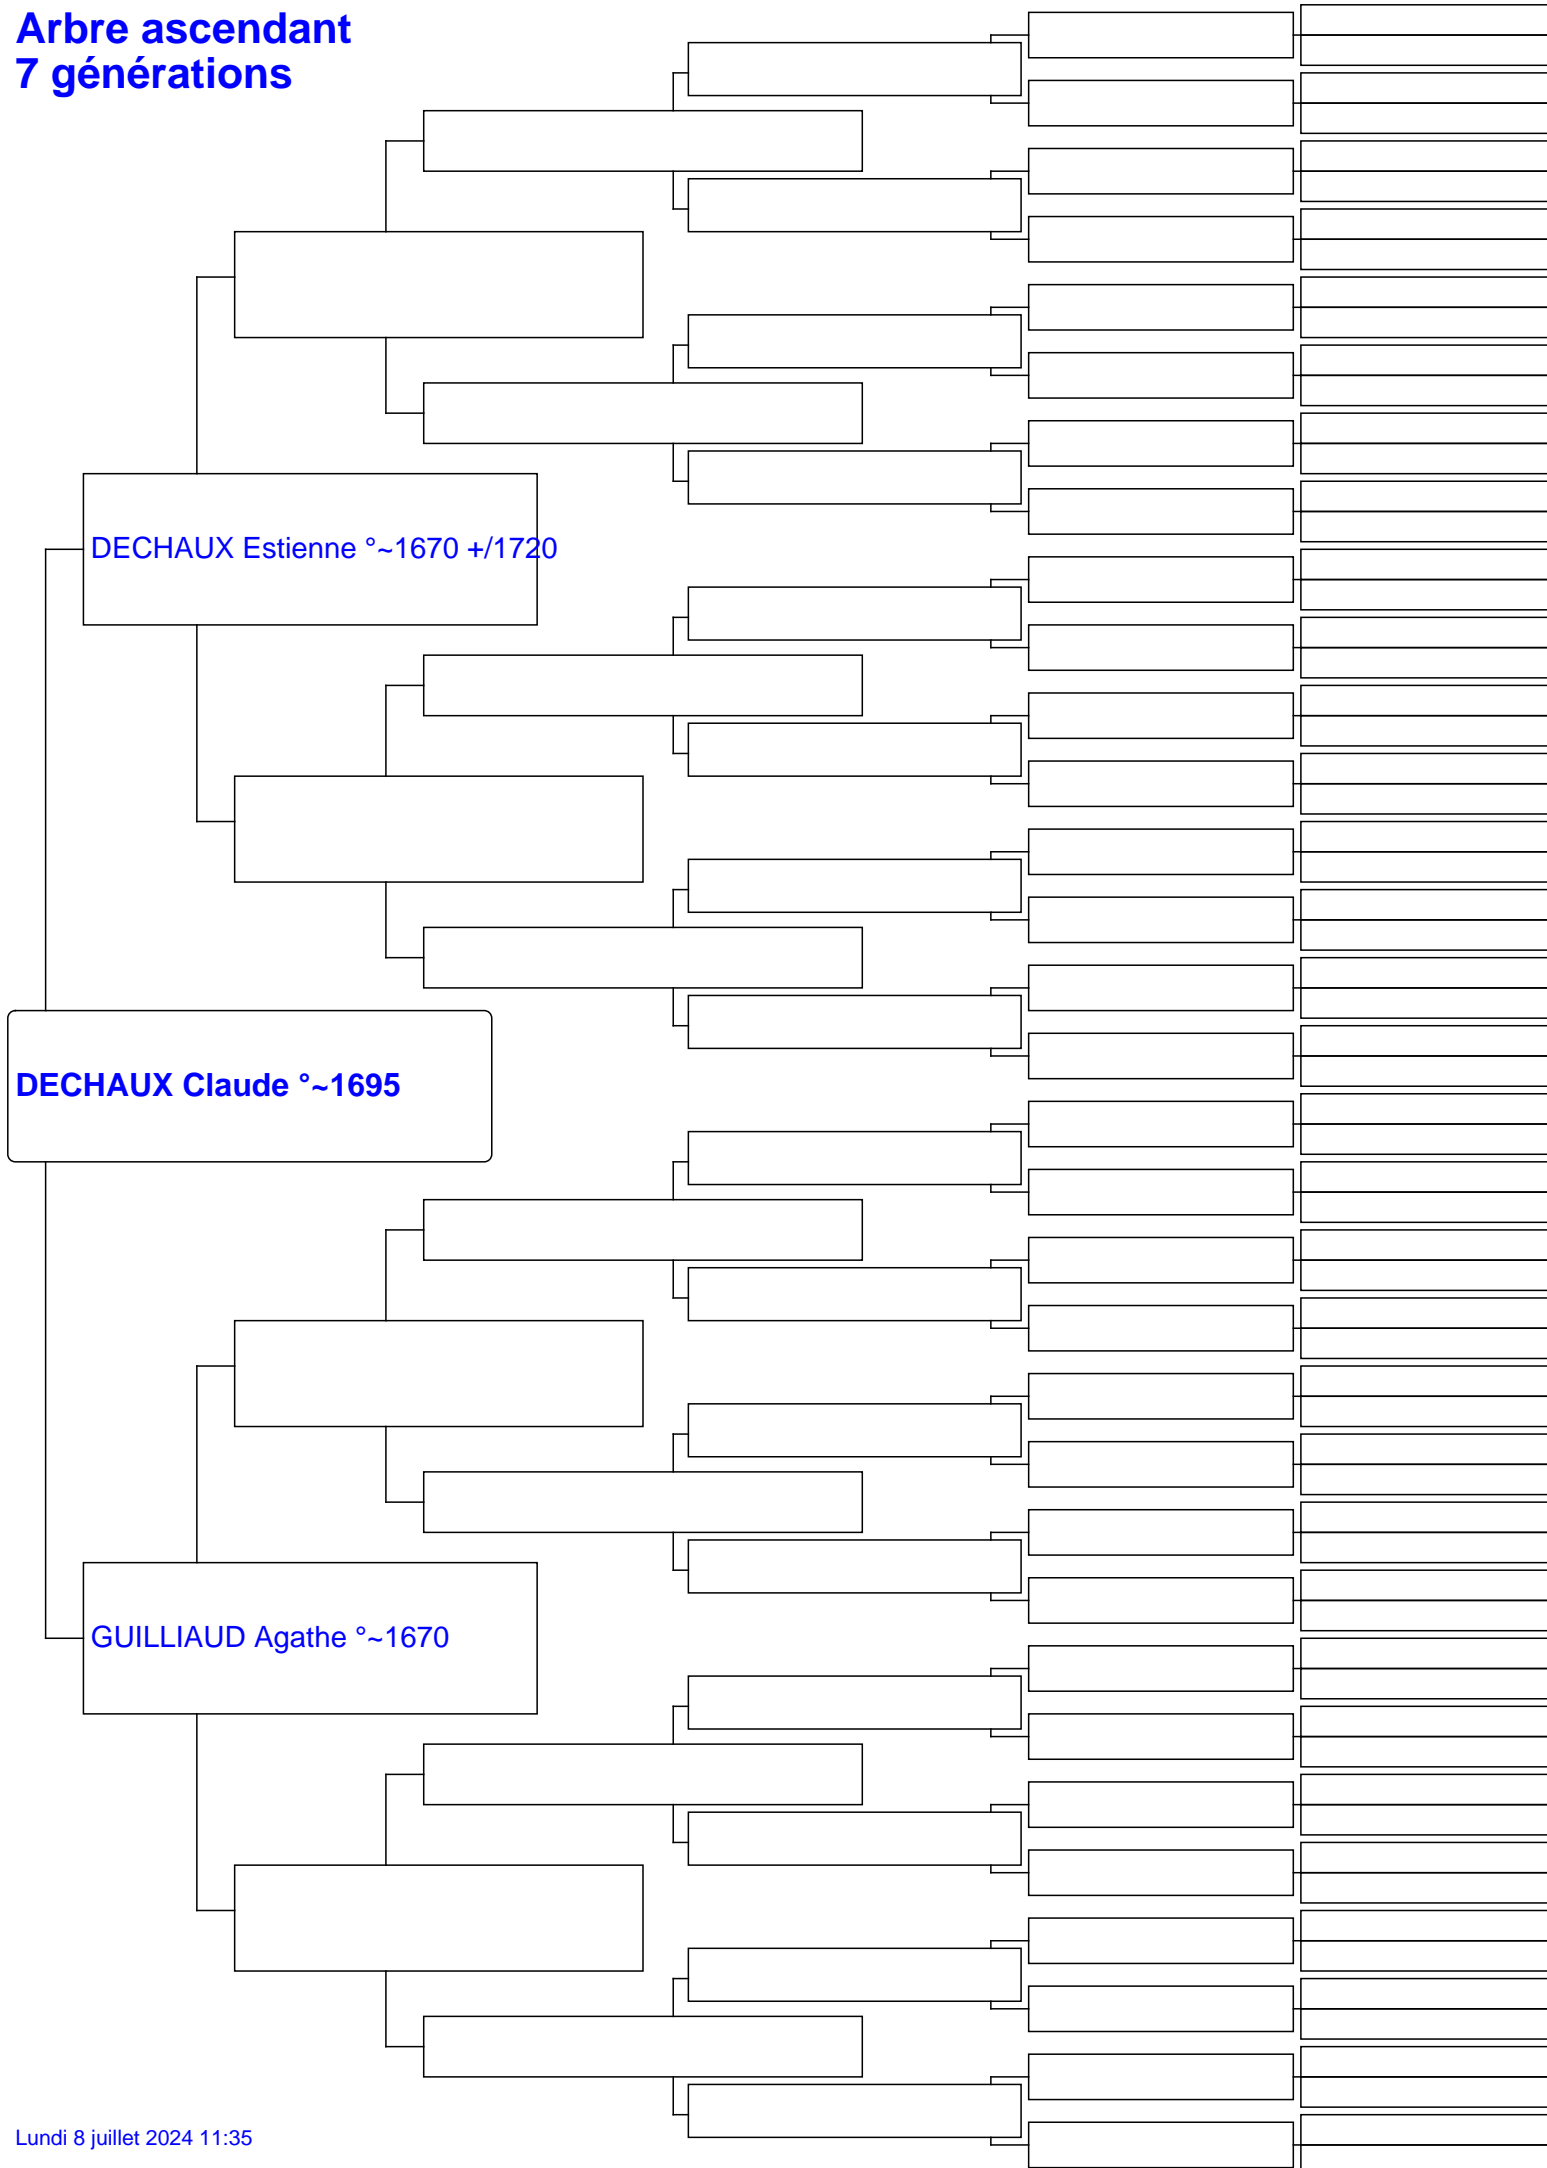 Arbre ascendant
7 générations
DECHAUX Estienne °~1670 +/1720
DECHAUX Claude °~1695
GUILLIAUD Agathe °~1670
Lundi 8 juillet 2024 11:35